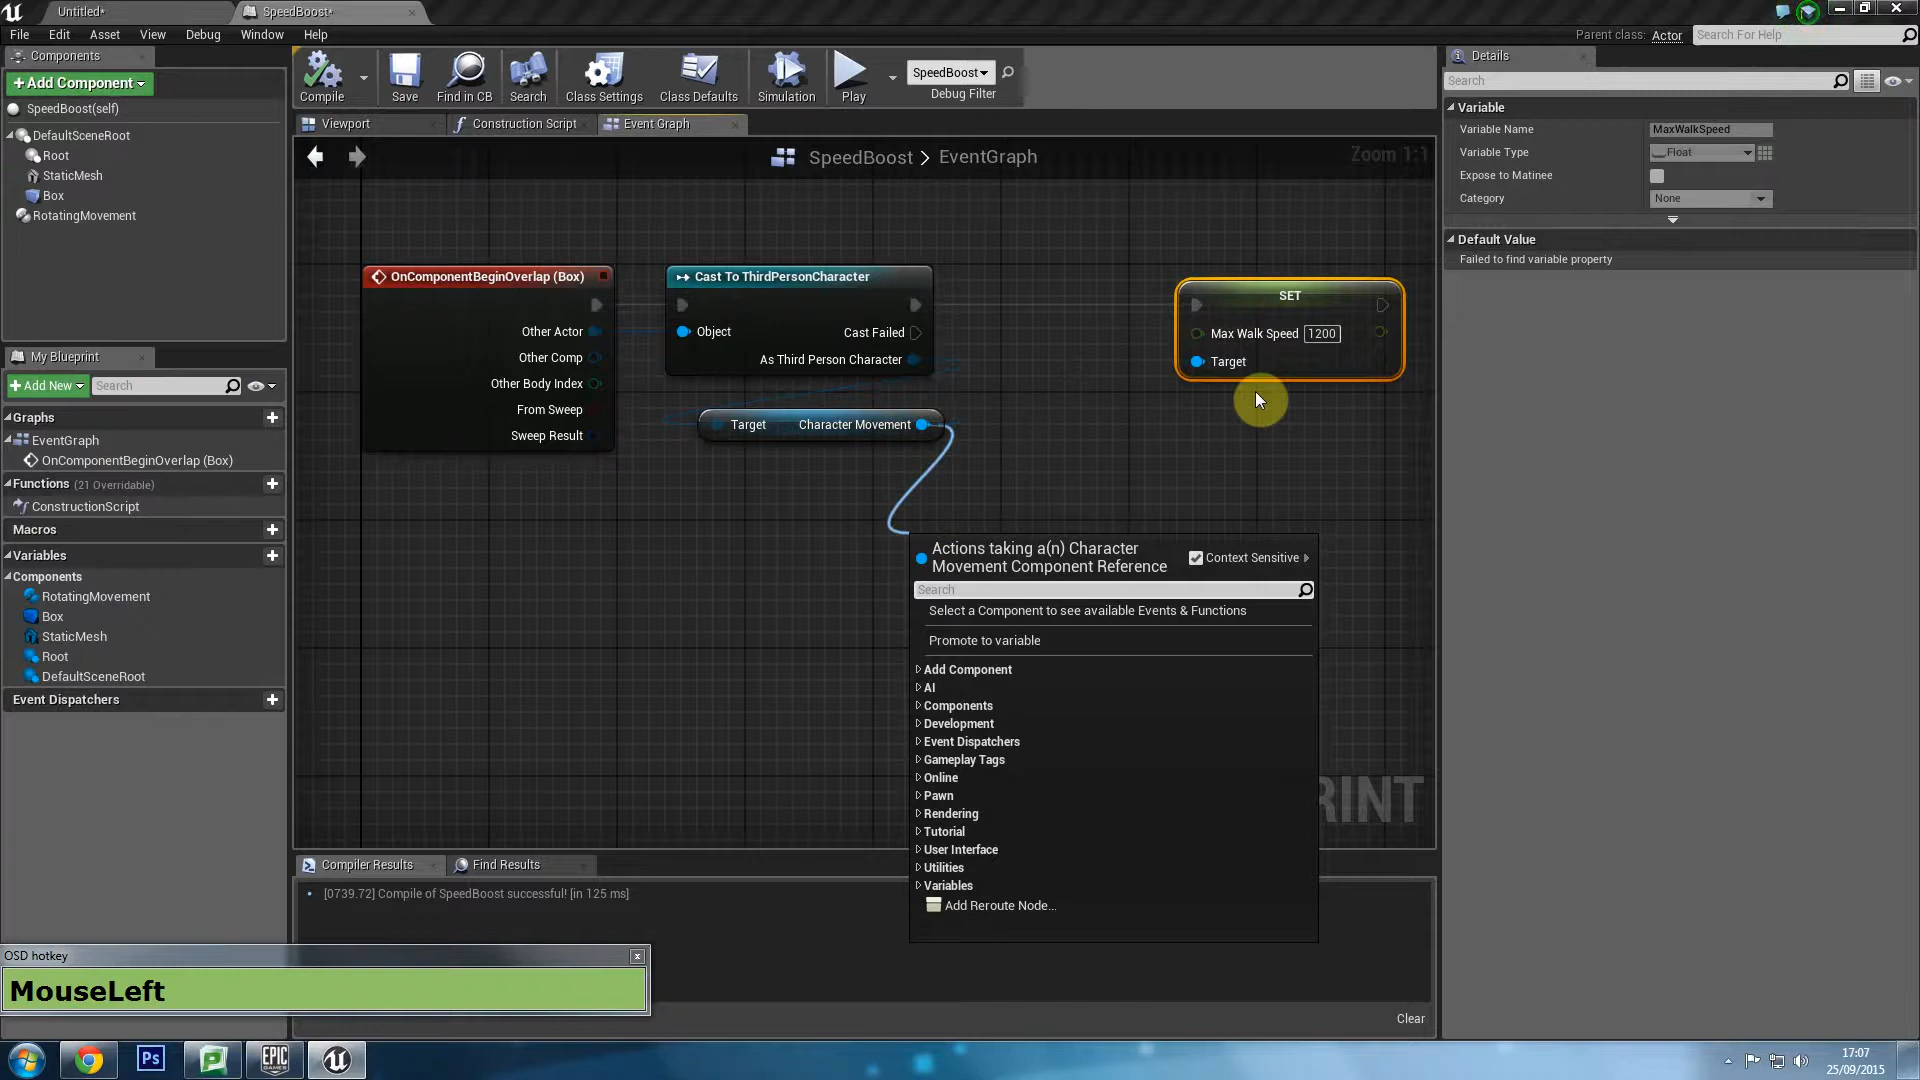 Untitled*
SpeedBoost*
File Edit Asset View Debug Window Help
Parent class: Actor
Search For Help
Components
+Add Component
SpeedBoost(self)
DefaultSceneRoot
Root
StaticMesh
Box
RotatingMovement
My Blueprint
+Add New
Search
Graphs
EventGraph
OnComponentBeginOverlap (Box)
Functions (21 Overridable)
ConstructionScript
Macros
Variables
Components
RotatingMovement
Box
StaticMesh
Root
DefaultSceneRoot
Event Dispatchers
Compile
Save
Find in CB
Search
Class Settings
Class Defaults
Simulation
Play
SpeedBoost
Debug Filter
Viewport
Construction Script
Event Graph
SpeedBoost > EventGraph
Zoom 1:1
OnComponentBeginOverlap (Box)
Other Actor
Other Comp
Other Body Index
From Sweep
Sweep Result
Cast To ThirdPersonCharacter
Object
Cast Failed
As Third Person Character
Target Character Movement
SET
Max Walk Speed 1200
Target
Actions taking a(n) Character
Movement Component Reference
Context Sensitive
Search
Select a Component to see available Events & Functions
Promote to variable
Add Component
AI
Components
Development
Event Dispatchers
Gameplay Tags
Online
Pawn
Rendering
Tutorial
User Interface
Utilities
Variables
Add Reroute Node...
RINT
Compiler Results
Find Results
[0739.72] Compile of SpeedBoost successful! [in 125 ms]
Clear
Details
Search
Variable
Variable Name MaxWalkSpeed
Variable Type Float
Expose to Matinee
Category None
Default Value
Failed to find variable property
OSD hotkey
MouseLeft
Ps
EPIC
GAMES
17:07
25/09/2015